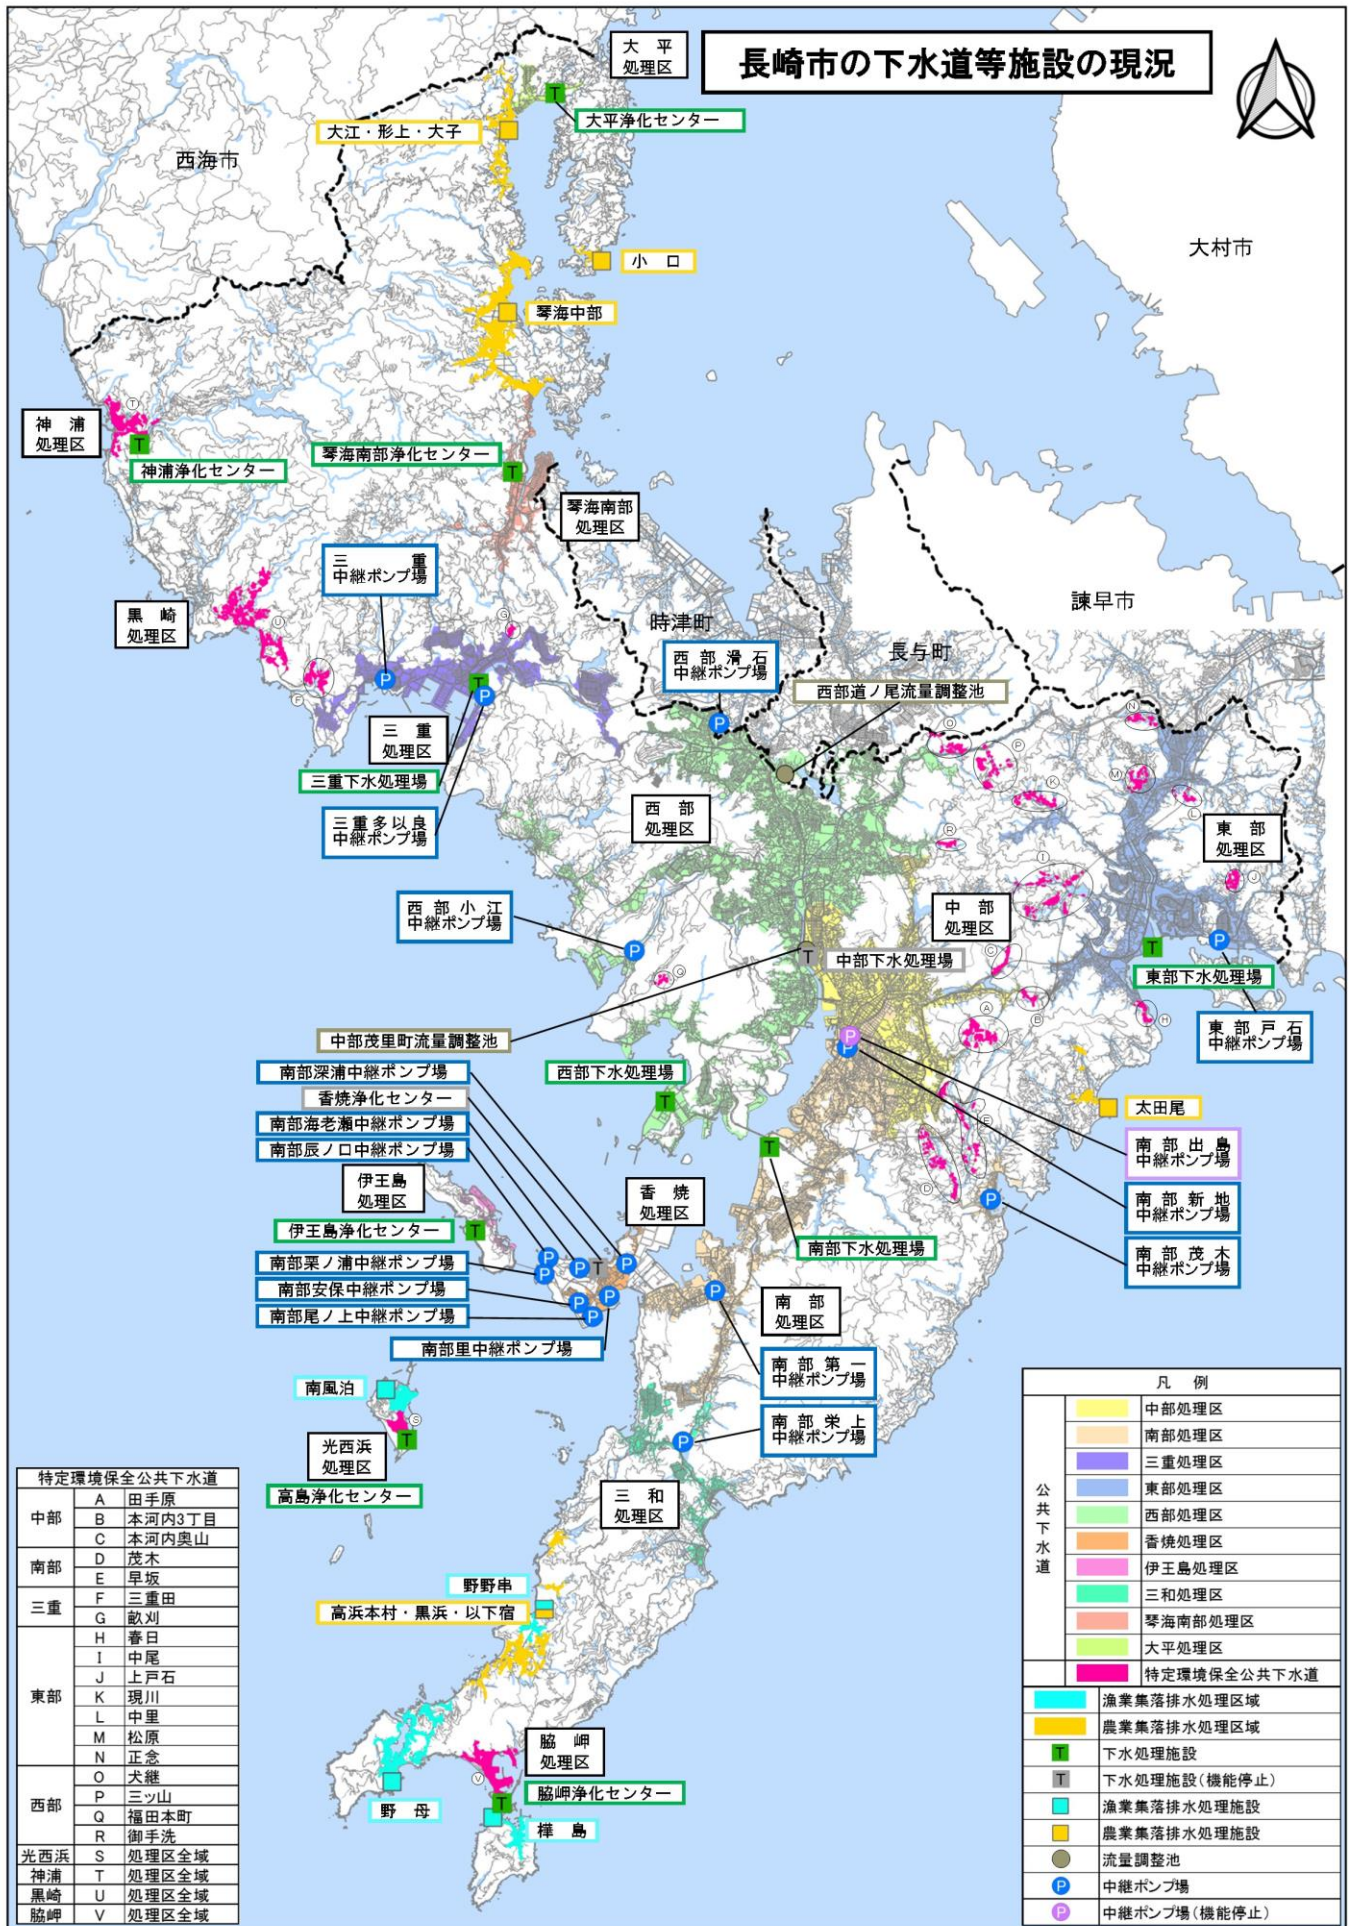 長崎市の下水道等施設の現況
大平
処理区
大平浄化センター
大江・形上・大子
西海市
大村市
小口
琴海中部
T
神浦
処理区
神浦浄化センター
琴海南部浄化センター
琴海南部
処理区
三重
中継ポンプ場
黒崎
処理区
U
G
F
時津町
長与町
諫早市
西部滑石
中継ポンプ場
西部道ノ尾流量調整池
三重
処理区
三重下水処理場
三重多以良
中継ポンプ場
西部
処理区
O
P
N
M
K
L
R
I
J
東部
処理区
中部
処理区
西部小江
中継ポンプ場
Q
C
中部下水処理場
東部下水処理場
A
B
H
東部戸石
中継ポンプ場
中部茂里町流量調整池
南部深浦中継ポンプ場
香焼浄化センター
南部海老瀬中継ポンプ場
南部辰ノ口中継ポンプ場
西部下水処理場
太田尾
E
D
南部出島
中継ポンプ場
南部新地
中継ポンプ場
南部茂木
中継ポンプ場
伊王島
処理区
伊王島浄化センター
香焼
処理区
南部下水処理場
南部栗ノ浦中継ポンプ場
南部安保中継ポンプ場
南部尾ノ上中継ポンプ場
南部里中継ポンプ場
南部
処理区
南部第一
中継ポンプ場
南部栄上
中継ポンプ場
南風泊
S
光西浜
処理区
高島浄化センター
三和
処理区
野野串
高浜本村・黒浜・以下宿
脇岬
処理区
V
脇岬浄化センター
野母
樺島
特定環境保全公共下水道
中部 A 田手原
B 本河内3丁目
C 本河内奥山
南部 D 茂木
E 早坂
三重 F 三重田
G 畝刈
東部 H 春日
I 中尾
J 上戸石
K 現川
L 中里
M 松原
N 正念
西部 O 犬継
P 三ッ山
Q 福田本町
R 御手洗
光西浜 S 処理区全域
神浦 T 処理区全域
黒崎 U 処理区全域
脇岬 V 処理区全域
凡例
公共下水道
中部処理区
南部処理区
三重処理区
東部処理区
西部処理区
香焼処理区
伊王島処理区
三和処理区
琴海南部処理区
大平処理区
特定環境保全公共下水道
漁業集落排水処理区域
農業集落排水処理区域
T 下水処理施設
T 下水処理施設(機能停止)
漁業集落排水処理施設
農業集落排水処理施設
流量調整池
P 中継ポンプ場
P 中継ポンプ場(機能停止)